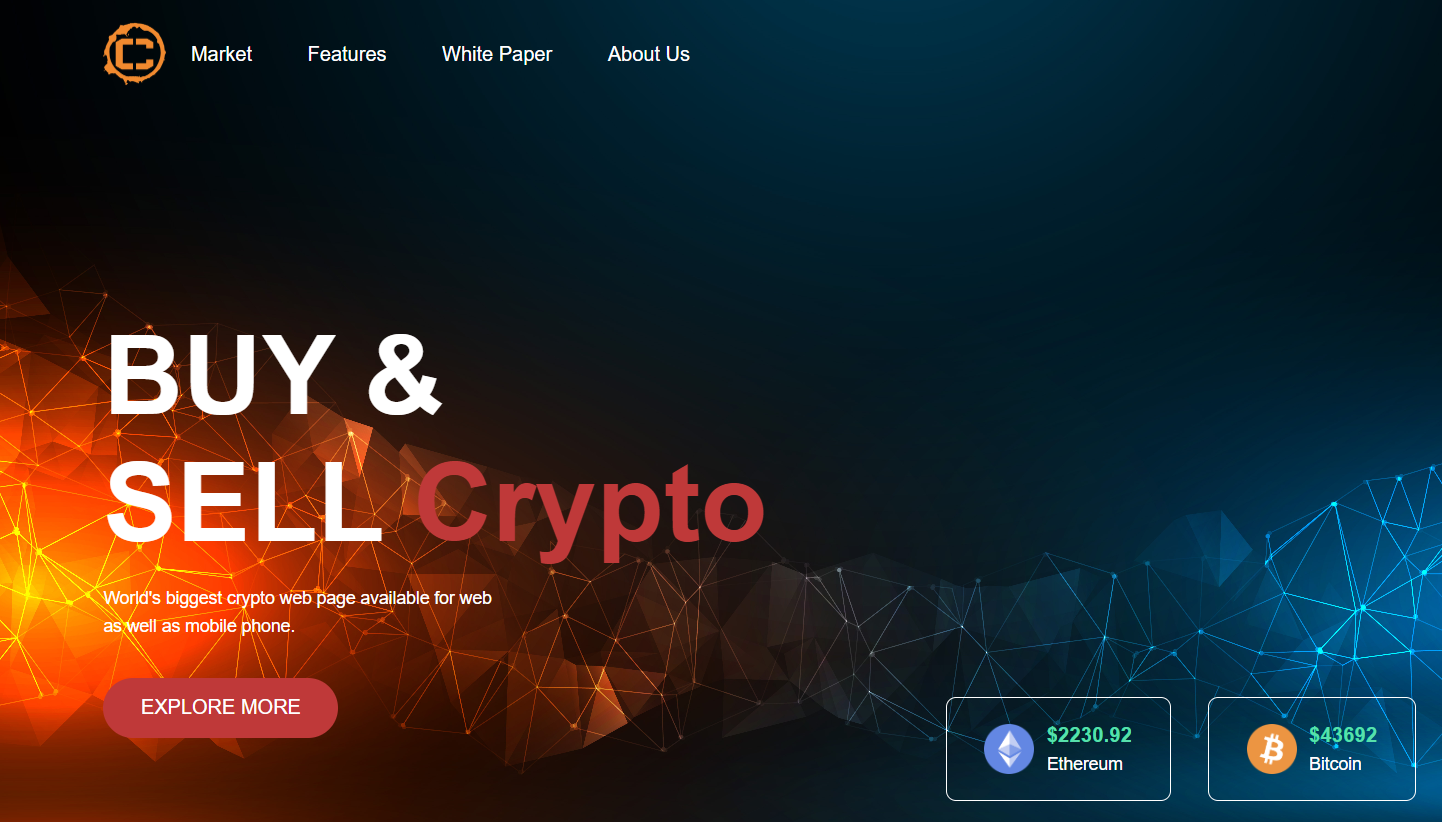 Market Features White Paper About Us
BUY &
SELL Crypto
World's biggest crypto web page available for web
as well as mobile phone.
EXPLORE MORE
$2230.92
Ethereum
$43692
Bitcoin